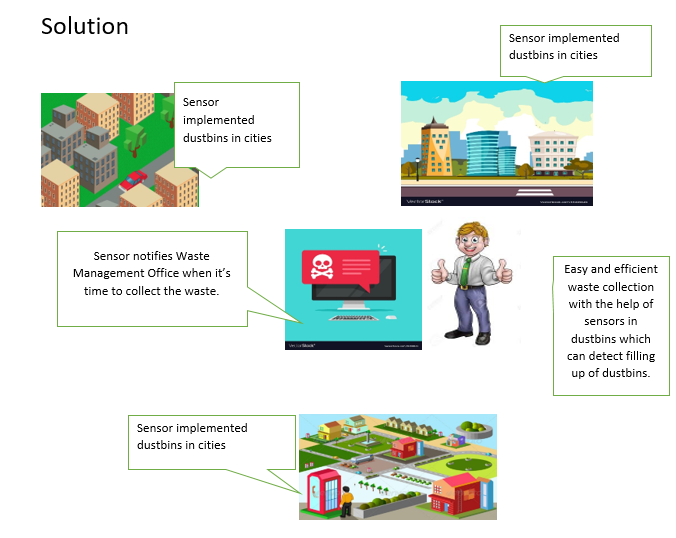 Solution
Sensor implemented
dustbins in cities
Sensor
implemented
dustbins in cities
VectorStock
Sensor notifies Waste
Management Office when it's
time to collect the waste.
Easy and efficient
waste collection
with the help of
sensors in
dustbins which
can detect filling
up of dustbins.
VectorStock
Sensor implemented
dustbins in cities